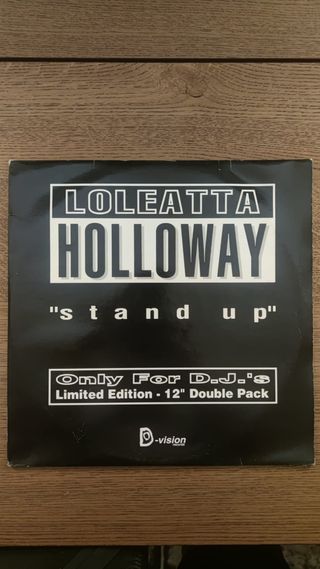 LOLEATTA
HOLLOWAY
"stand up"
Only For D.J.'s
Limited Edition - 12" Double Pack
D-vision